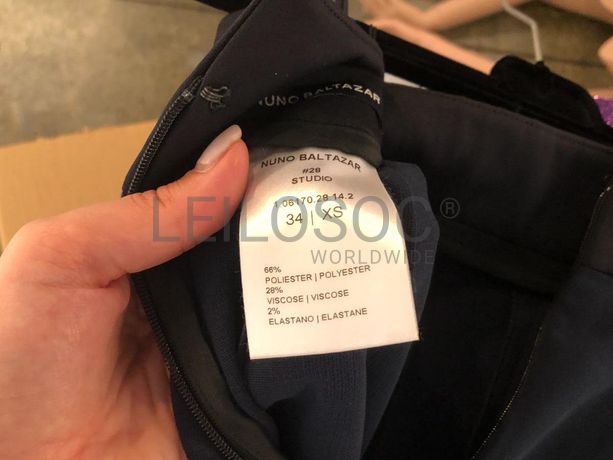 NUNO BALTAZAR
NUNO BALTAZAR
#28
STUDIO
1.06170.28.14.2
34 | XS
LEILOSOC®
WORLDWIDE
66%
POLIESTER | POLYESTER
28%
VISCOSE | VISCOSE
2%
ELASTANO | ELASTANE